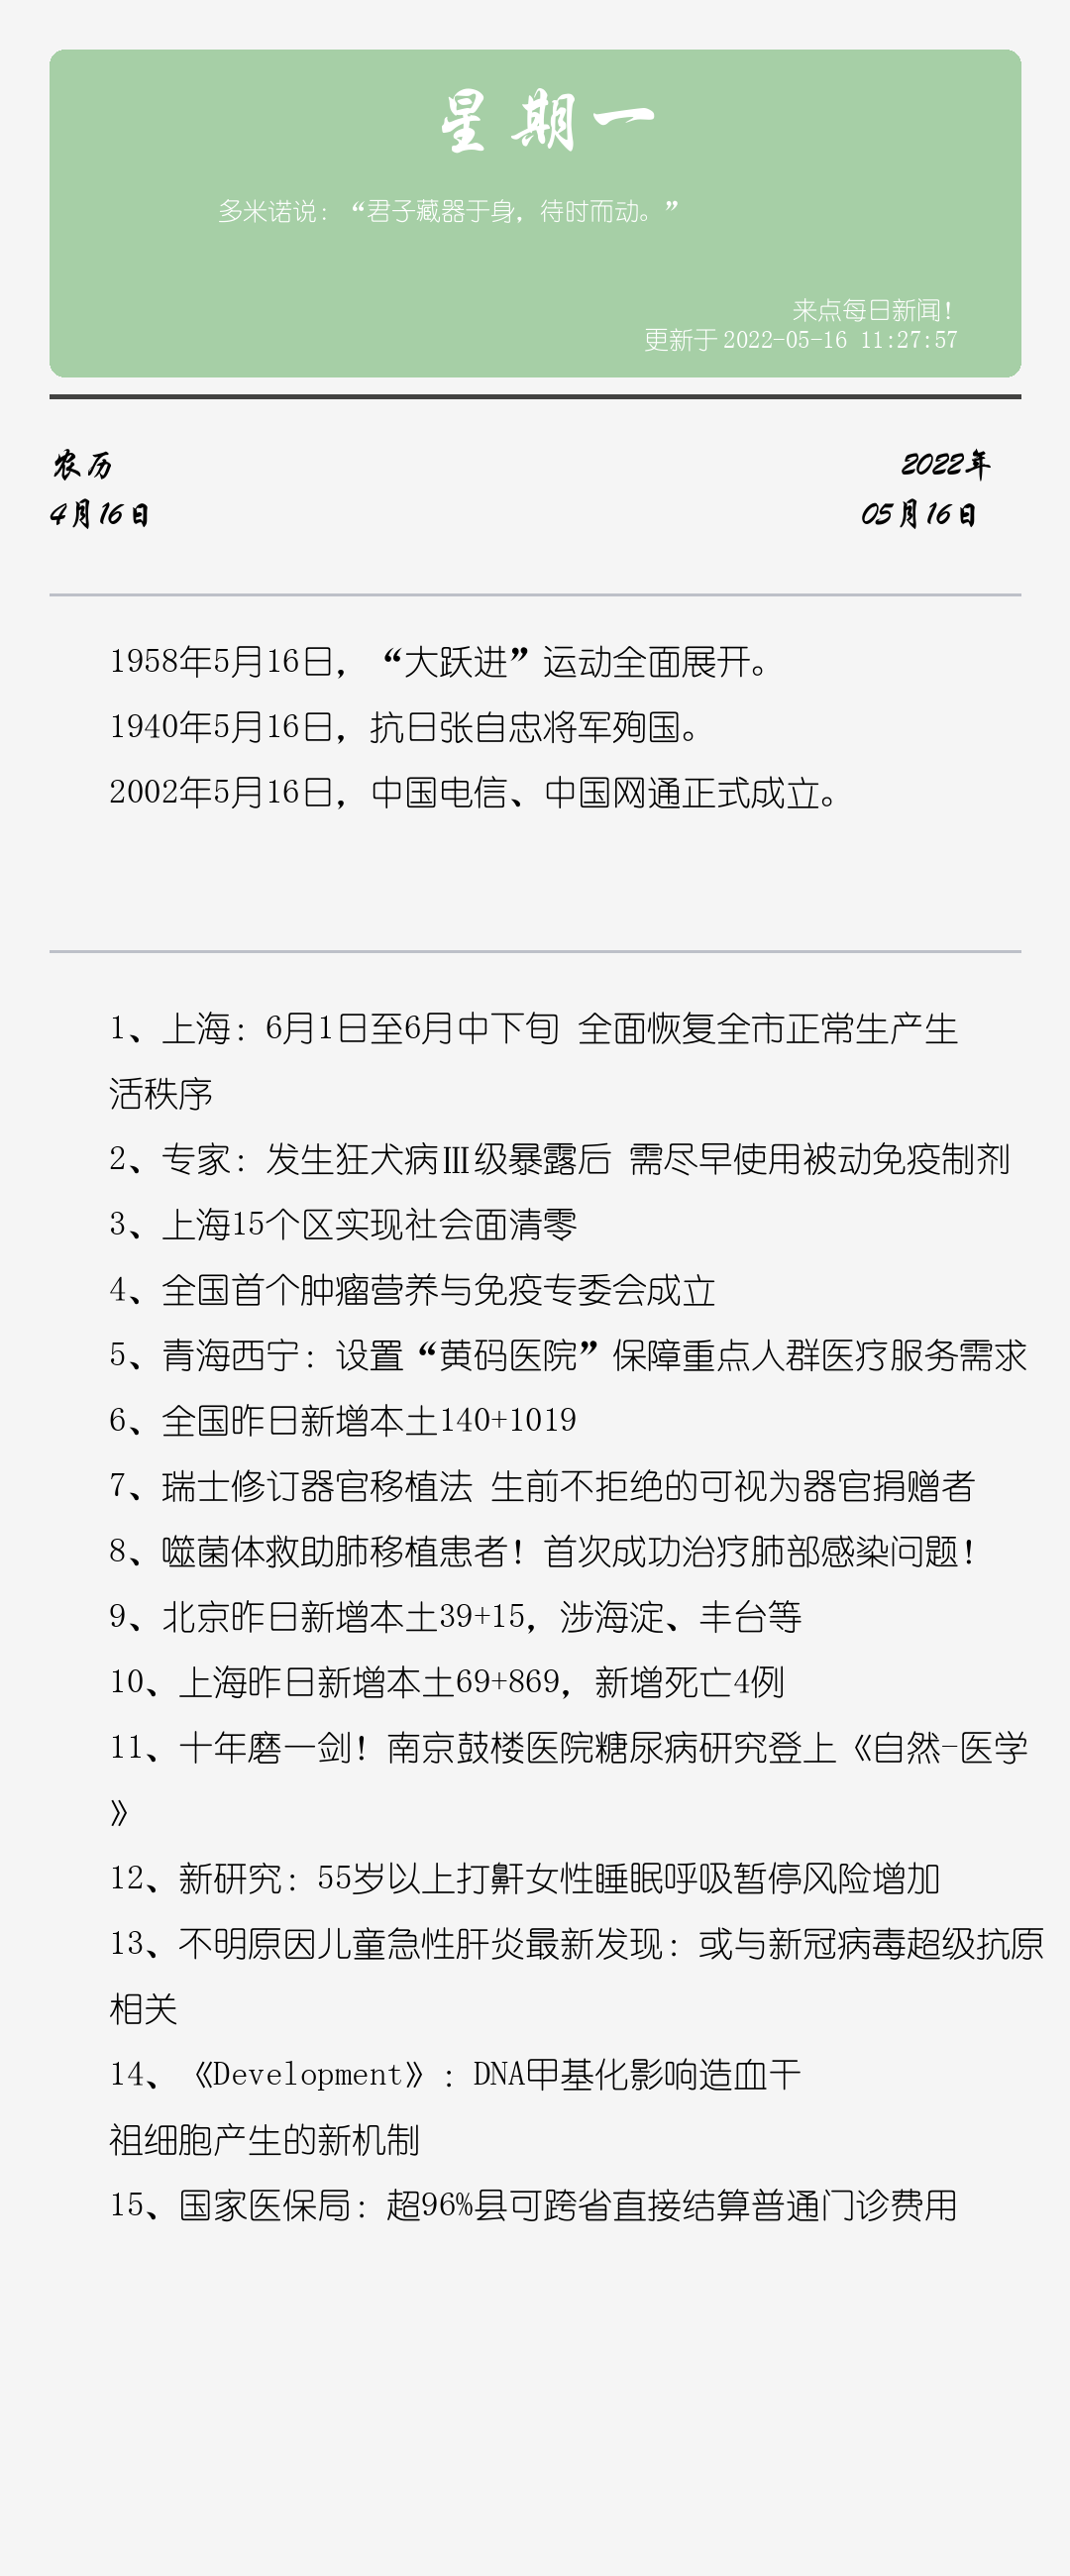 星期一
多米诺说：“君子藏器于身，待时而动。”
来点每日新闻！
更新于 2022-05-16 11:27:57
农历
4月16日
2022年
05月16日
1958年5月16日，“大跃进”运动全面展开。
1940年5月16日，抗日张自忠将军殉国。
2002年5月16日，中国电信、中国网通正式成立。
1、上海：6月1日至6月中下旬 全面恢复全市正常生产生
活秩序
2、专家：发生狂犬病Ⅲ级暴露后 需尽早使用被动免疫制剂
3、上海15个区实现社会面清零
4、全国首个肿瘤营养与免疫专委会成立
5、青海西宁：设置“黄码医院”保障重点人群医疗服务需求
6、全国昨日新增本土140+1019
7、瑞士修订器官移植法 生前不拒绝的可视为器官捐赠者
8、噬菌体救助肺移植患者！首次成功治疗肺部感染问题！
9、北京昨日新增本土39+15，涉海淀、丰台等
10、上海昨日新增本土69+869，新增死亡4例
11、十年磨一剑！南京鼓楼医院糖尿病研究登上《自然-医学
》
12、新研究：55岁以上打鼾女性睡眠呼吸暂停风险增加
13、不明原因儿童急性肝炎最新发现：或与新冠病毒超级抗原
相关
14、《Development》：DNA甲基化影响造血干
祖细胞产生的新机制
15、国家医保局：超96%县可跨省直接结算普通门诊费用